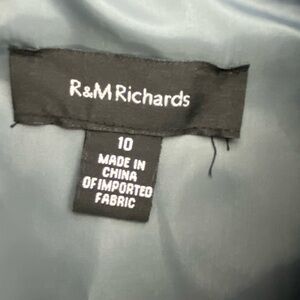 R&M Richards
10
MADE IN
CHINA
OF IMPORTED
FABRIC